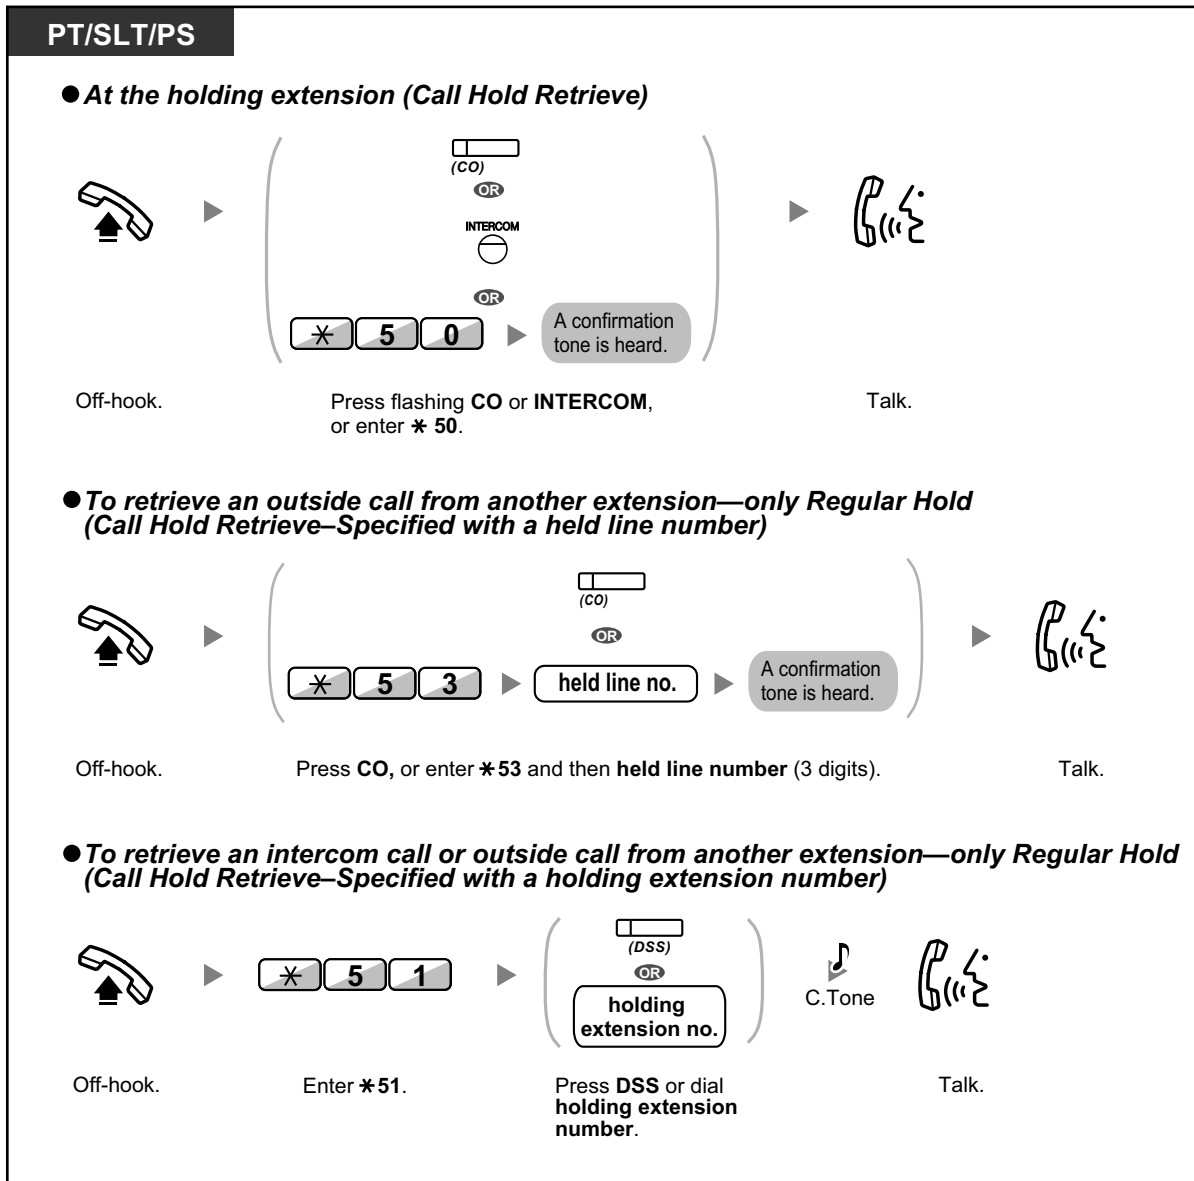 PT/SLT/PS
● At the holding extension (Call Hold Retrieve)
(CO)
OR
INTERCOM
OR
* 5 0
A confirmation
tone is heard.
Off-hook.
Press flashing CO or INTERCOM,
or enter * 50.
Talk.
● To retrieve an outside call from another extension—only Regular Hold
(Call Hold Retrieve–Specified with a held line number)
(CO)
OR
* 5 3
held line no.
A confirmation
tone is heard.
Off-hook.
Press CO, or enter *53 and then held line number (3 digits).
Talk.
● To retrieve an intercom call or outside call from another extension—only Regular Hold
(Call Hold Retrieve–Specified with a holding extension number)
* 5 1
(DSS)
OR
holding
extension no.
C.Tone
Off-hook.
Enter *51.
Press DSS or dial
holding extension
number.
Talk.